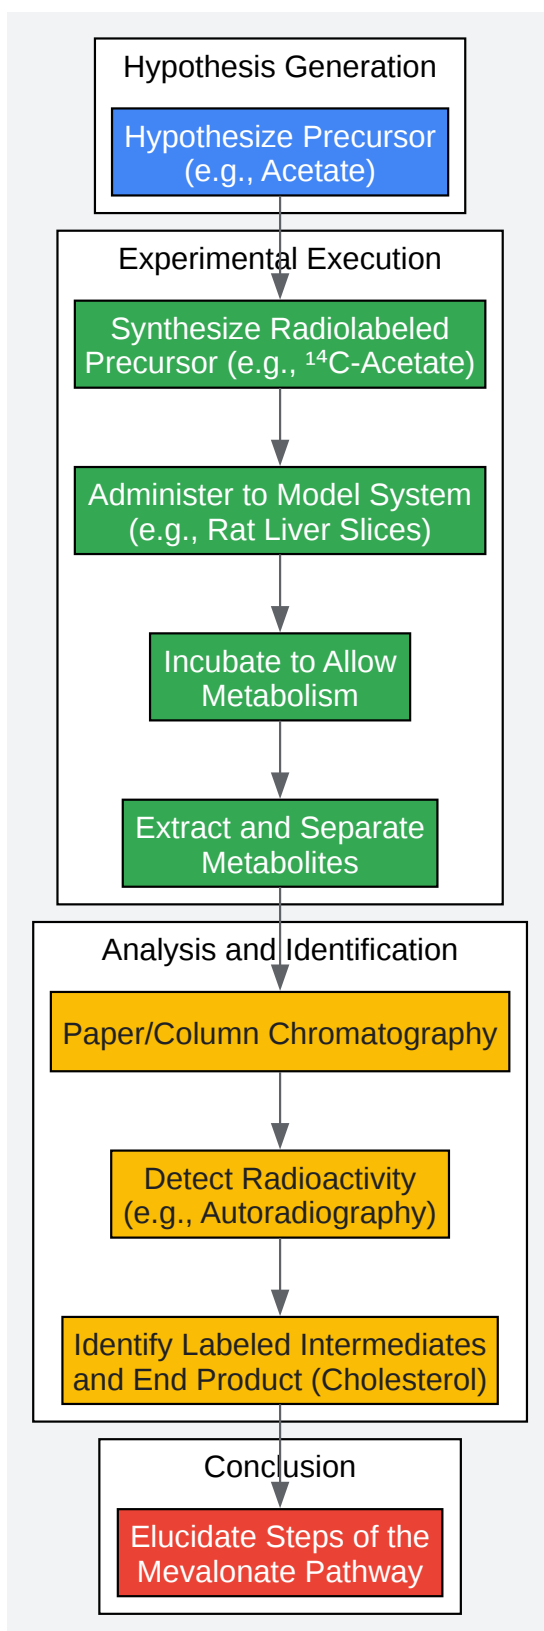 Hypothesis Generation
Hypothesize Precursor
(e.g., Acetate)
Experimental Execution
Synthesize Radiolabeled
Precursor (e.g., ¹⁴C-Acetate)
Administer to Model System
(e.g., Rat Liver Slices)
Incubate to Allow
Metabolism
Extract and Separate
Metabolites
Analysis and Identification
Paper/Column Chromatography
Detect Radioactivity
(e.g., Autoradiography)
Identify Labeled Intermediates
and End Product (Cholesterol)
Conclusion
Elucidate Steps of the
Mevalonate Pathway